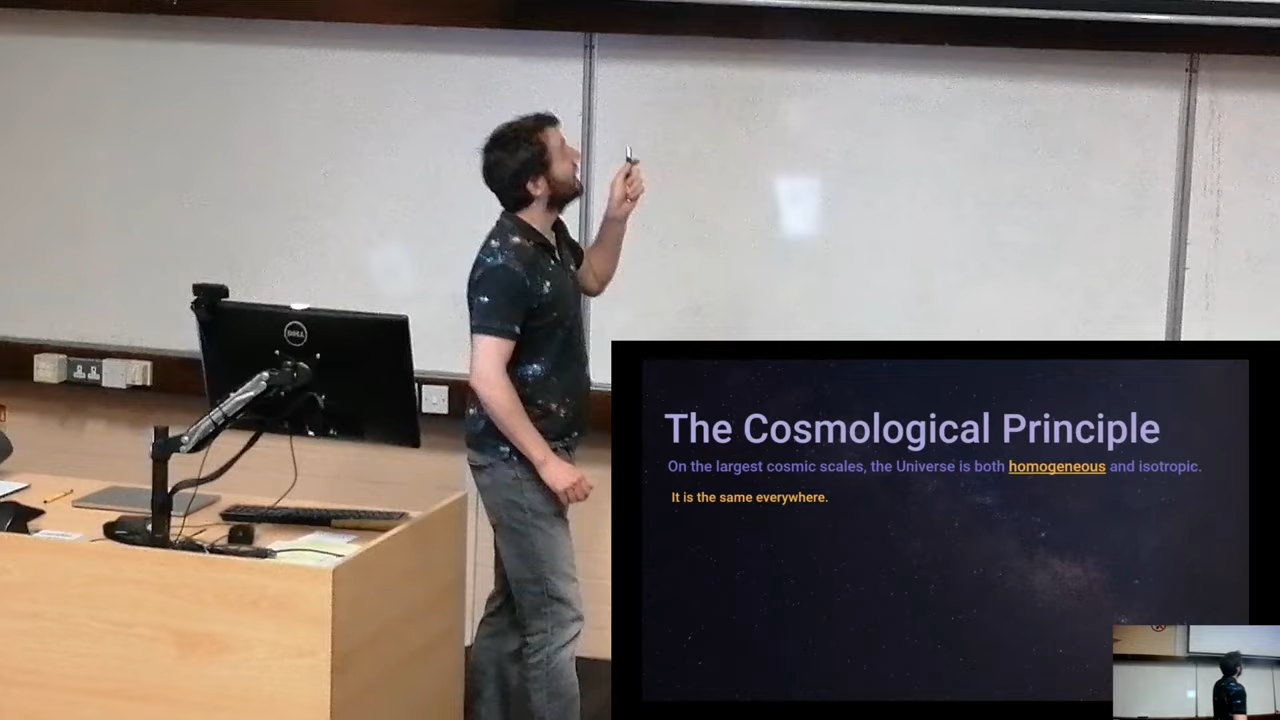 DELL
The Cosmological Principle
On the largest cosmic scales, the Universe is both homogeneous and isotropic.
It is the same everywhere.